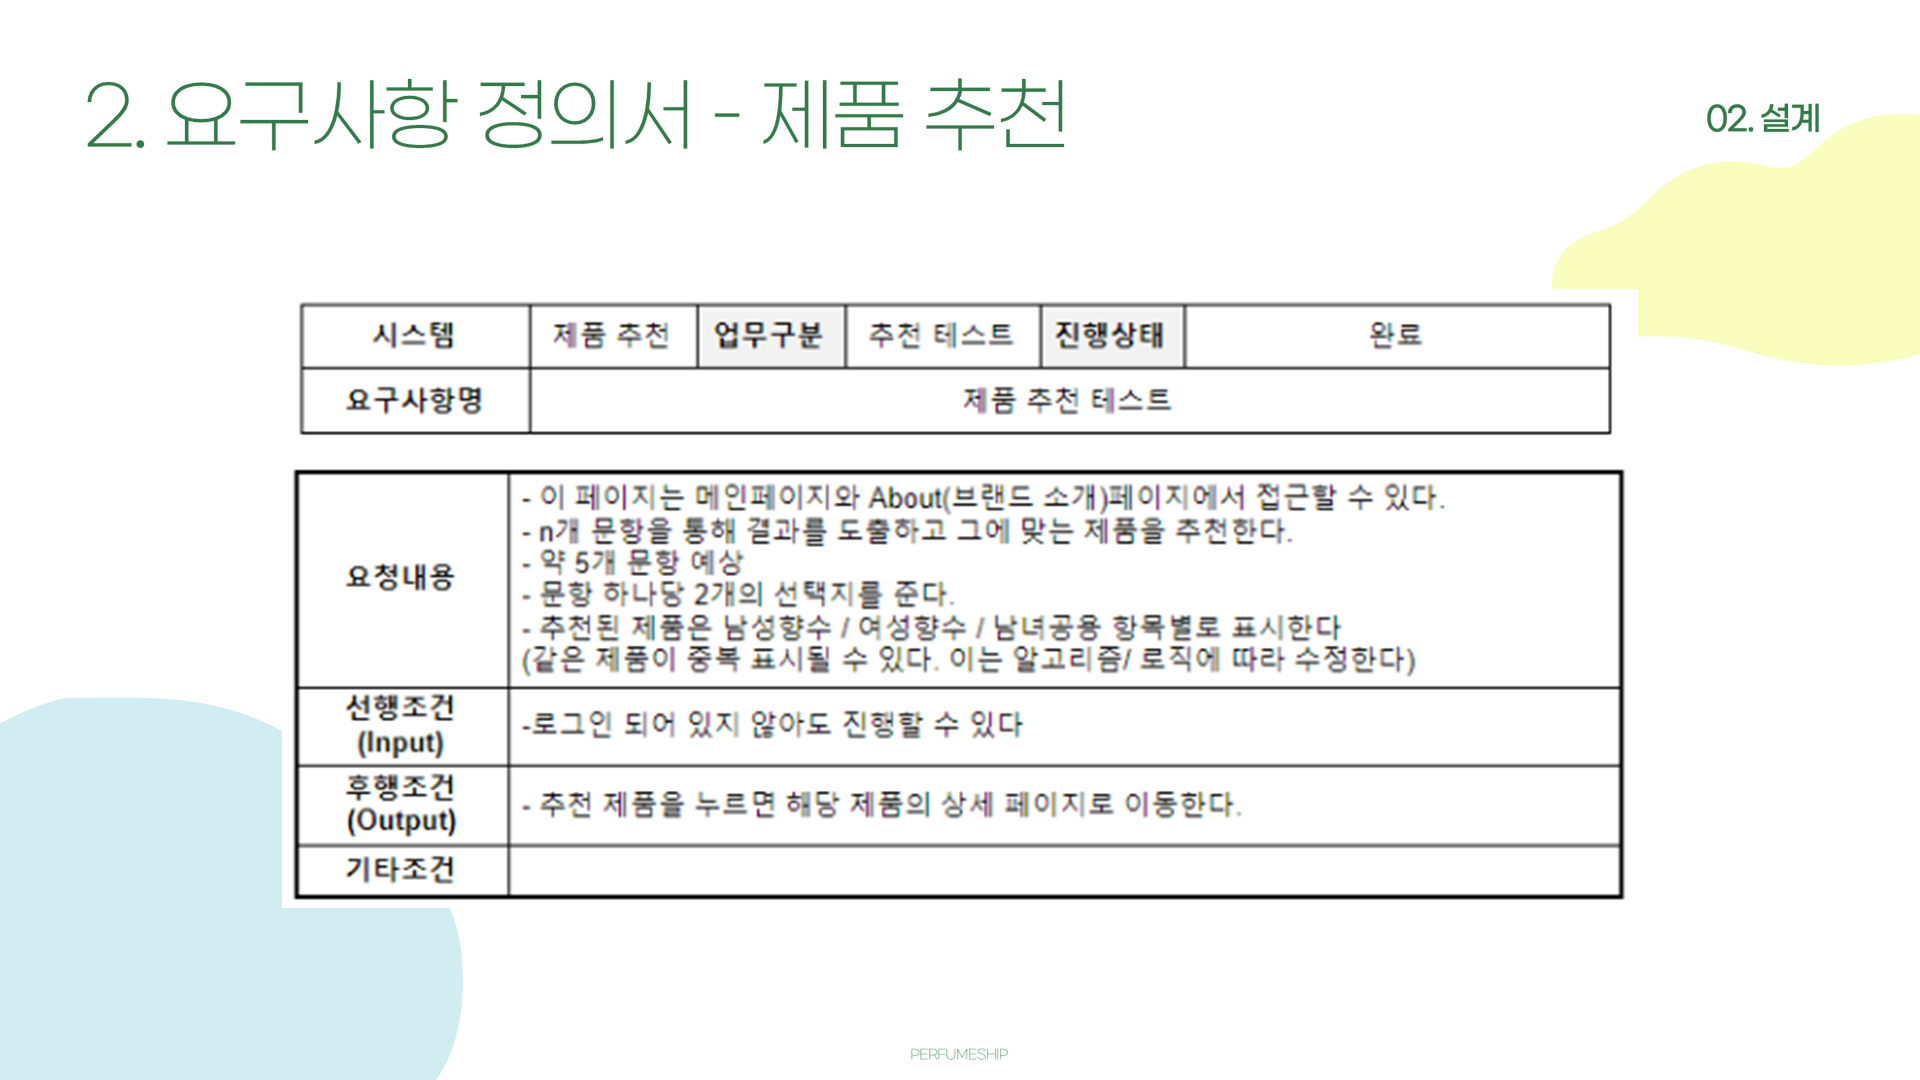 2. 요구사항 정의서 - 제품 추천
02. 설계
시스템 제품 추천 업무구분 추천 테스트 진행상태 완료
요구사항명 제품 추천 테스트
요청내용
- 이 페이지는 메인페이지와 About(브랜드 소개)페이지에서 접근할 수 있다.
- n개 문항을 통해 결과를 도출하고 그에 맞는 제품을 추천한다.
- 약 5개 문항 예상
- 문항 하나당 2개의 선택지를 준다.
- 추천된 제품은 남성향수 / 여성향수 / 남녀공용 항목별로 표시한다
(같은 제품이 중복 표시될 수 있다. 이는 알고리즘/ 로직에 따라 수정한다)
선행조건
(Input)
-로그인 되어 있지 않아도 진행할 수 있다
후행조건
(Output)
- 추천 제품을 누르면 해당 제품의 상세 페이지로 이동한다.
기타조건
PERFUMESHIP